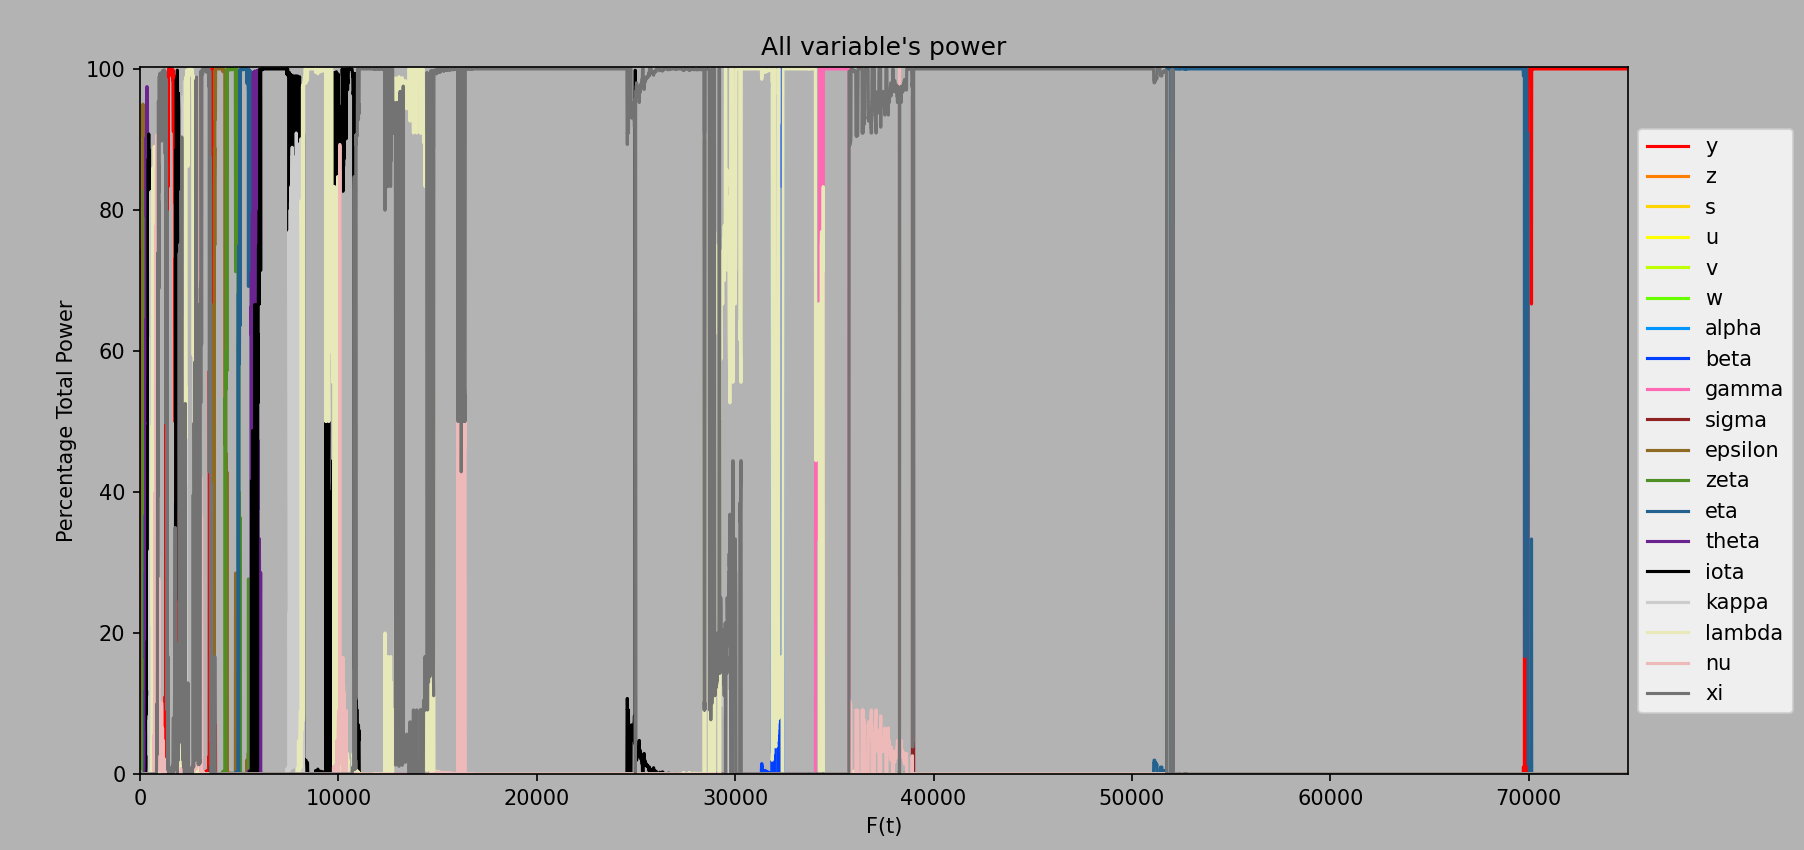 All variable's power
Percentage Total Power
100
80
60
40
20
0
0 10000 20000 30000 40000 50000 60000 70000
F(t)
y
z
s
u
v
w
alpha
beta
gamma
sigma
epsilon
zeta
eta
theta
iota
kappa
lambda
nu
xi